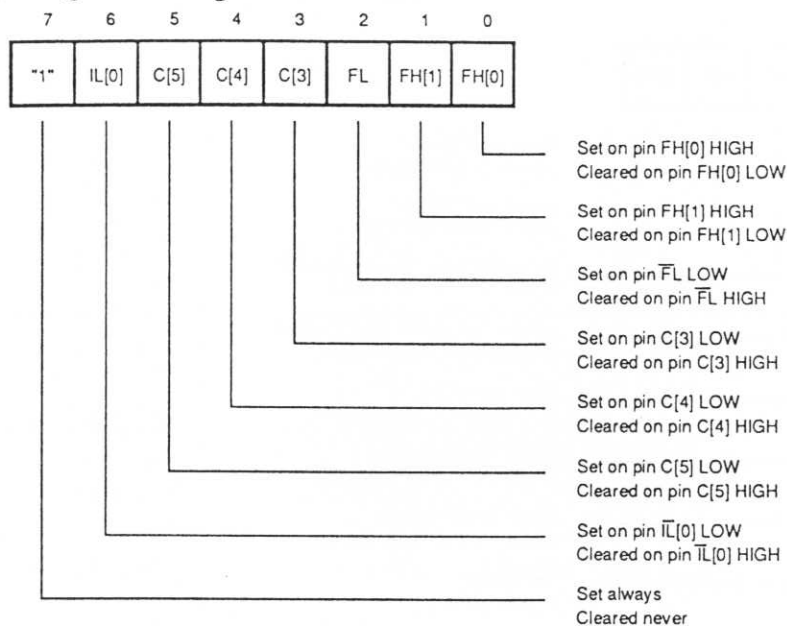 7 6 5 4 3 2 1 0
"1" IL[0] C[5] C[4] C[3] FL FH[1] FH[0]
Set on pin FH[0] HIGH
Cleared on pin FH[0] LOW
Set on pin FH[1] HIGH
Cleared on pin FH[1] LOW
Set on pin F̅L̅ LOW
Cleared on pin F̅L̅ HIGH
Set on pin C[3] LOW
Cleared on pin C[3] HIGH
Set on pin C[4] LOW
Cleared on pin C[4] HIGH
Set on pin C[5] LOW
Cleared on pin C[5] HIGH
Set on pin I̅L̅[0] LOW
Cleared on pin I̅L̅[0] HIGH
Set always
Cleared never